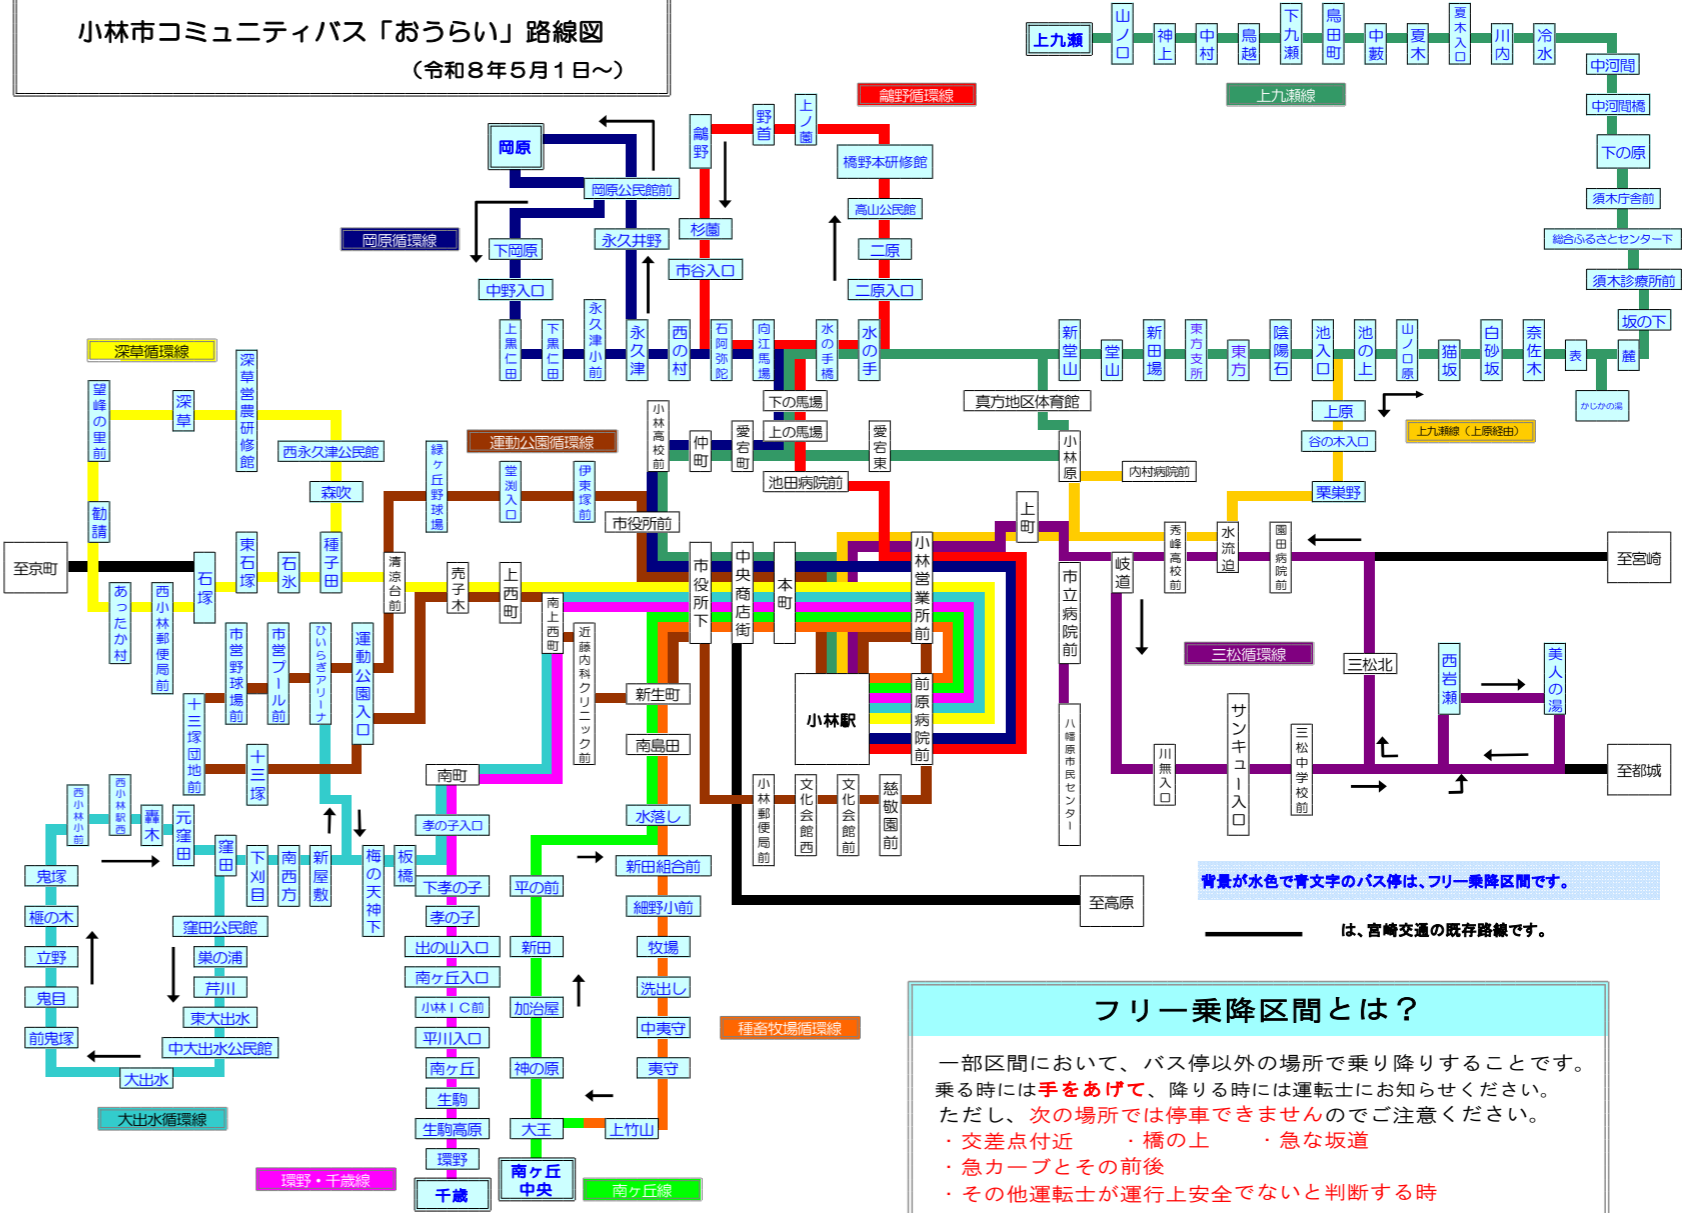 小林市コミュニティバス「おうらい」路線図
（令和８年５月１日～）
上九瀬
山ノ口
神上
中村
鳥越
下九瀬
鳥田町
中藪
夏木
夏木入口
川内
冷水
中河間
中河間橋
下の原
須木庁舎前
総合ふるさとセンター下
須木診療所前
坂の下
麓
表
かじかの湯
奈佐木
白砂坂
猫坂
山ノ口原
池の上
池入口
陰陽石
東方
東方支所
新田場
堂山
新堂山
上九瀬線
鸙野循環線
鸙野
野首
上ノ薗
橋野本研修館
高山公民館
二原
二原入口
杉薗
市谷入口
岡原
岡原公民館前
永久井野
下岡原
中野入口
岡原循環線
上黒仁田
下黒仁田
永久津小前
永久津
西の村
石阿弥陀
向江馬場
水の手橋
水の手
下の馬場
上の馬場
池田病院前
真方地区体育館
小林高校前
仲町
愛宕町
愛宕東
小林原
内村病院前
上原
谷の木入口
栗巣野
上九瀬線（上原経由）
深草循環線
望峰の里前
深草
深草営農研修館
西永久津公民館
森吹
勧請
運動公園循環線
緑ヶ丘野球場
堂渕入口
伊東塚前
市役所前
至京町
石塚
東石塚
石氷
種子田
清涼台前
売子木
上西町
南上西町
近藤内科クリニック前
あったか村
西小林郵便局前
市営野球場前
市営プール前
ひいらぎアリーナ
運動公園入口
十三塚団地前
十三塚
市役所下
中央商店街
本町
小林営業所前
前原病院前
小林駅
新生町
南島田
水落し
小林郵便局前
文化会館西
文化会館前
慈敬園前
上町
市立病院前
八幡原市民センター
岐道
秀峰高校前
水流迫
園田病院前
至宮崎
三松循環線
三松北
西岩瀬
美人の湯
川無入口
サンキュー入口
三松中学校前
至都城
至高原
南町
孝の子入口
下孝の子
孝の子
出の山入口
南ヶ丘入口
小林ＩＣ前
平川入口
南ヶ丘
生駒
生駒高原
環野
千歳
環野・千歳線
西小林小前
西小林駅西
轟木
元窪田
窪田
下刈目
南西方
新屋敷
梅の天神下
板橋
鬼塚
榧の木
立野
鬼目
前鬼塚
窪田公民館
巣の浦
芹川
東大出水
中大出水公民館
大出水
大出水循環線
平の前
新田
加治屋
神の原
大王
南ヶ丘
中央
南ヶ丘線
新田組合前
細野小前
牧場
洗出し
中夷守
夷守
上竹山
種畜牧場循環線
背景が水色で青文字のバス停は、フリー乗降区間です。
は、宮崎交通の既存路線です。
フリー乗降区間とは？
一部区間において、バス停以外の場所で乗り降りすることです。
乗る時には手をあげて、降りる時には運転士にお知らせください。
ただし、次の場所では停車できませんのでご注意ください。
・交差点付近　・橋の上　・急な坂道
・急カーブとその前後
・その他運転士が運行上安全でないと判断する時